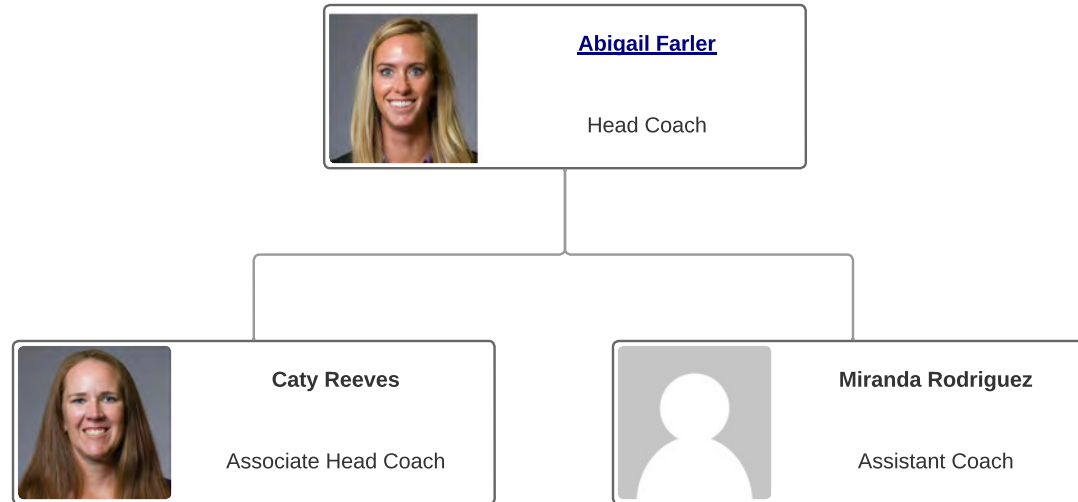 Abigail Farler
Head Coach
Caty Reeves
Associate Head Coach
Miranda Rodriguez
Assistant Coach